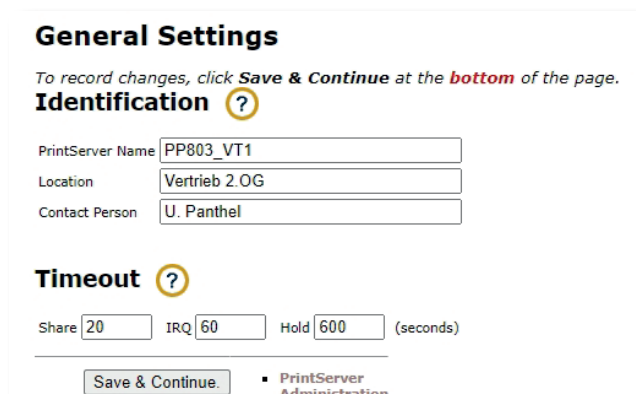 General Settings
To record changes, click Save & Continue at the bottom of the page.
Identification ?
PrintServer Name PP803_VT1
Location Vertrieb 2.OG
Contact Person U. Panthel
Timeout ?
Share 20 IRQ 60 Hold 600 (seconds)
Save & Continue. ▪ PrintServer
Administration